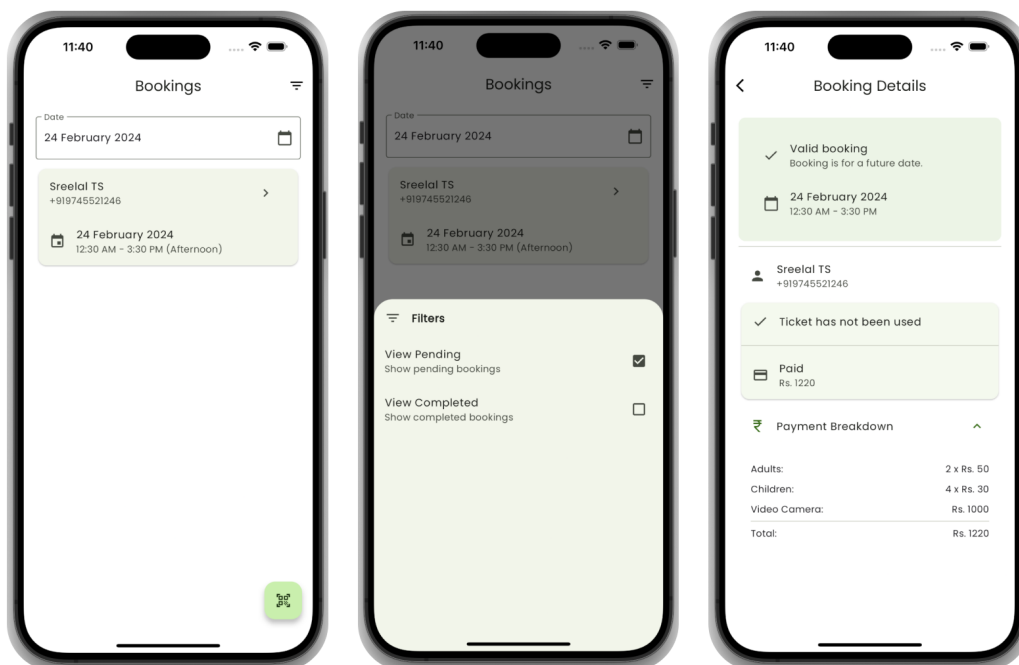 11:40
Bookings
Date
24 February 2024
Sreelal TS
+919745521246
24 February 2024
12:30 AM - 3:30 PM (Afternoon)
11:40
Bookings
Date
24 February 2024
Sreelal TS
+919745521246
24 February 2024
12:30 AM - 3:30 PM (Afternoon)
Filters
View Pending
Show pending bookings
View Completed
Show completed bookings
11:40
Booking Details
Valid booking
Booking is for a future date.
24 February 2024
12:30 AM - 3:30 PM
Sreelal TS
+919745521246
Ticket has not been used
Paid
Rs. 1220
₹ Payment Breakdown
Adults: 2 x Rs. 50
Children: 4 x Rs. 30
Video Camera: Rs. 1000
Total: Rs. 1220